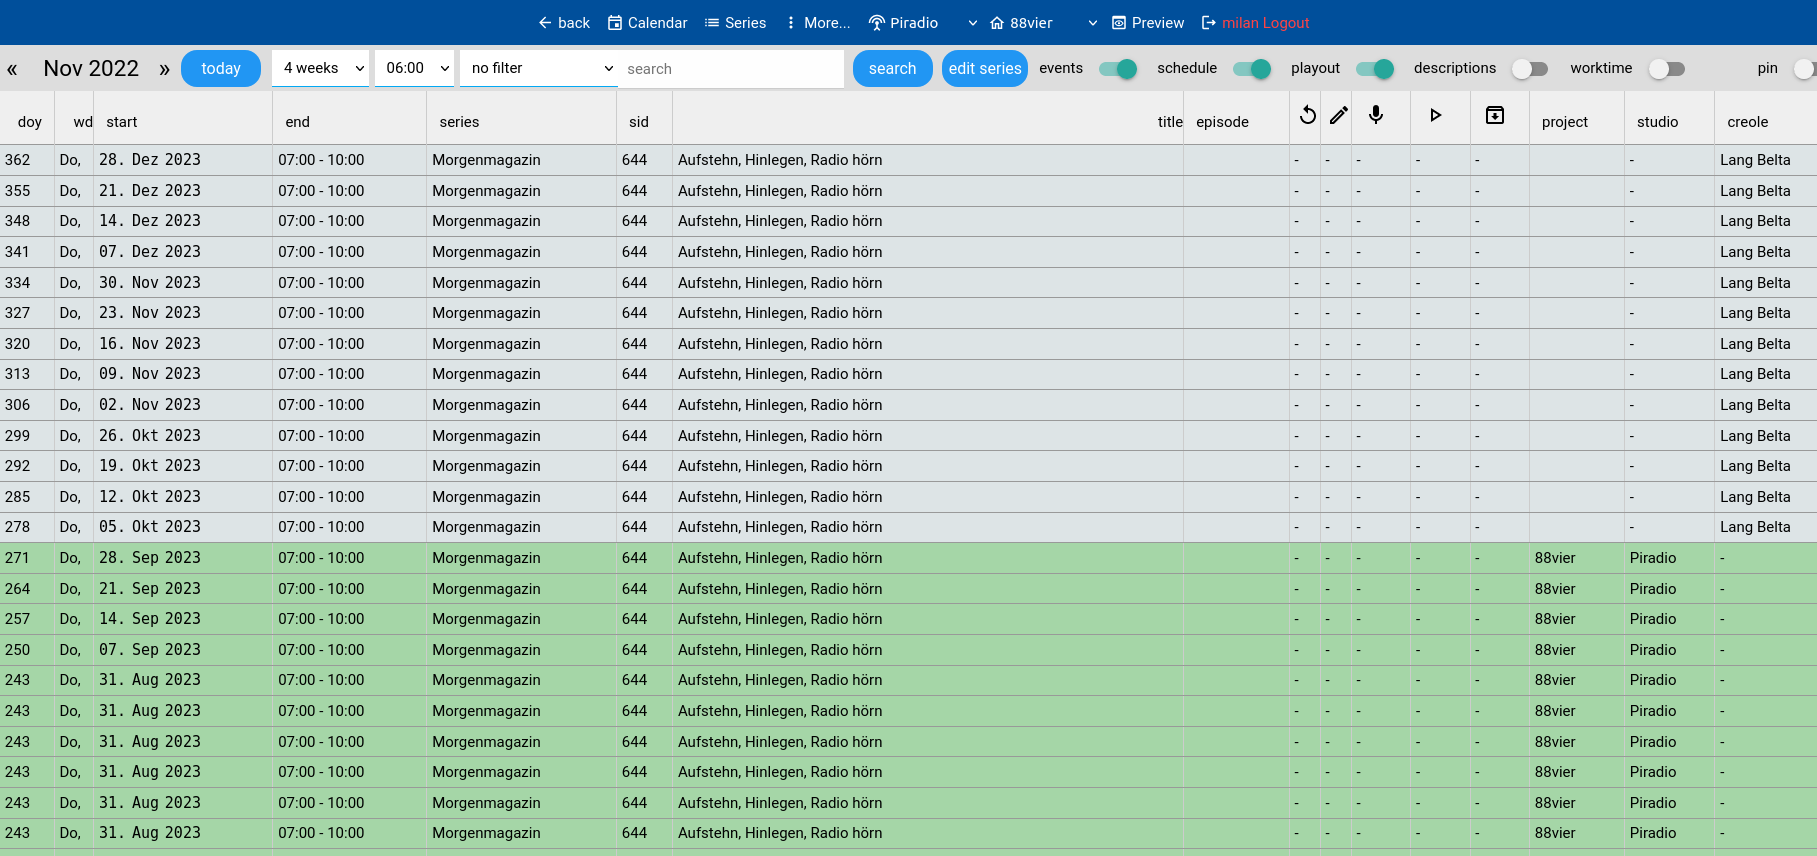 back Calendar Series More... Piradio 88vier Preview milan Logout
« Nov 2022 » today 4 weeks 06:00 no filter search search edit series events schedule playout descriptions worktime pin
doy wd start end series sid title episode project studio creole
362 Do, 28. Dez 2023 07:00 - 10:00 Morgenmagazin 644 Aufstehn, Hinlegen, Radio hörn - - - - - - Lang Belta
355 Do, 21. Dez 2023 07:00 - 10:00 Morgenmagazin 644 Aufstehn, Hinlegen, Radio hörn - - - - - - Lang Belta
348 Do, 14. Dez 2023 07:00 - 10:00 Morgenmagazin 644 Aufstehn, Hinlegen, Radio hörn - - - - - - Lang Belta
341 Do, 07. Dez 2023 07:00 - 10:00 Morgenmagazin 644 Aufstehn, Hinlegen, Radio hörn - - - - - - Lang Belta
334 Do, 30. Nov 2023 07:00 - 10:00 Morgenmagazin 644 Aufstehn, Hinlegen, Radio hörn - - - - - - Lang Belta
327 Do, 23. Nov 2023 07:00 - 10:00 Morgenmagazin 644 Aufstehn, Hinlegen, Radio hörn - - - - - - Lang Belta
320 Do, 16. Nov 2023 07:00 - 10:00 Morgenmagazin 644 Aufstehn, Hinlegen, Radio hörn - - - - - - Lang Belta
313 Do, 09. Nov 2023 07:00 - 10:00 Morgenmagazin 644 Aufstehn, Hinlegen, Radio hörn - - - - - - Lang Belta
306 Do, 02. Nov 2023 07:00 - 10:00 Morgenmagazin 644 Aufstehn, Hinlegen, Radio hörn - - - - - - Lang Belta
299 Do, 26. Okt 2023 07:00 - 10:00 Morgenmagazin 644 Aufstehn, Hinlegen, Radio hörn - - - - - - Lang Belta
292 Do, 19. Okt 2023 07:00 - 10:00 Morgenmagazin 644 Aufstehn, Hinlegen, Radio hörn - - - - - - Lang Belta
285 Do, 12. Okt 2023 07:00 - 10:00 Morgenmagazin 644 Aufstehn, Hinlegen, Radio hörn - - - - - - Lang Belta
278 Do, 05. Okt 2023 07:00 - 10:00 Morgenmagazin 644 Aufstehn, Hinlegen, Radio hörn - - - - - - Lang Belta
271 Do, 28. Sep 2023 07:00 - 10:00 Morgenmagazin 644 Aufstehn, Hinlegen, Radio hörn - - - - - 88vier Piradio -
264 Do, 21. Sep 2023 07:00 - 10:00 Morgenmagazin 644 Aufstehn, Hinlegen, Radio hörn - - - - - 88vier Piradio -
257 Do, 14. Sep 2023 07:00 - 10:00 Morgenmagazin 644 Aufstehn, Hinlegen, Radio hörn - - - - - 88vier Piradio -
250 Do, 07. Sep 2023 07:00 - 10:00 Morgenmagazin 644 Aufstehn, Hinlegen, Radio hörn - - - - - 88vier Piradio -
243 Do, 31. Aug 2023 07:00 - 10:00 Morgenmagazin 644 Aufstehn, Hinlegen, Radio hörn - - - - - 88vier Piradio -
243 Do, 31. Aug 2023 07:00 - 10:00 Morgenmagazin 644 Aufstehn, Hinlegen, Radio hörn - - - - - 88vier Piradio -
243 Do, 31. Aug 2023 07:00 - 10:00 Morgenmagazin 644 Aufstehn, Hinlegen, Radio hörn - - - - - 88vier Piradio -
243 Do, 31. Aug 2023 07:00 - 10:00 Morgenmagazin 644 Aufstehn, Hinlegen, Radio hörn - - - - - 88vier Piradio -
243 Do, 31. Aug 2023 07:00 - 10:00 Morgenmagazin 644 Aufstehn, Hinlegen, Radio hörn - - - - - 88vier Piradio -
243 Do, 31. Aug 2023 07:00 - 10:00 Morgenmagazin 644 Aufstehn, Hinlegen, Radio hörn - - - - - 88vier Piradio -